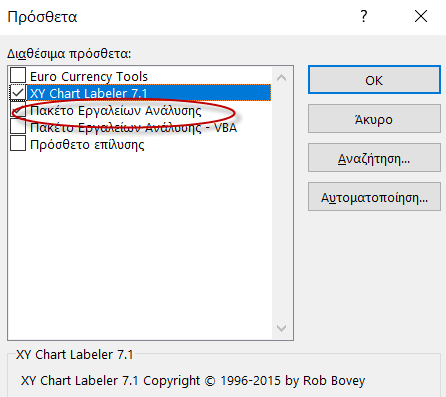 Πρόσθετα
?
Διαθέσιμα πρόσθετα:
Euro Currency Tools
XY Chart Labeler 7.1
Πακέτο Εργαλείων Ανάλυσης
Πακέτο Εργαλείων Ανάλυσης - VBA
Πρόσθετο επίλυσης
OK
Άκυρο
Αναζήτηση...
Αυτοματοποίηση...
XY Chart Labeler 7.1
XY Chart Labeler 7.1 Copyright © 1996-2015 by Rob Bovey